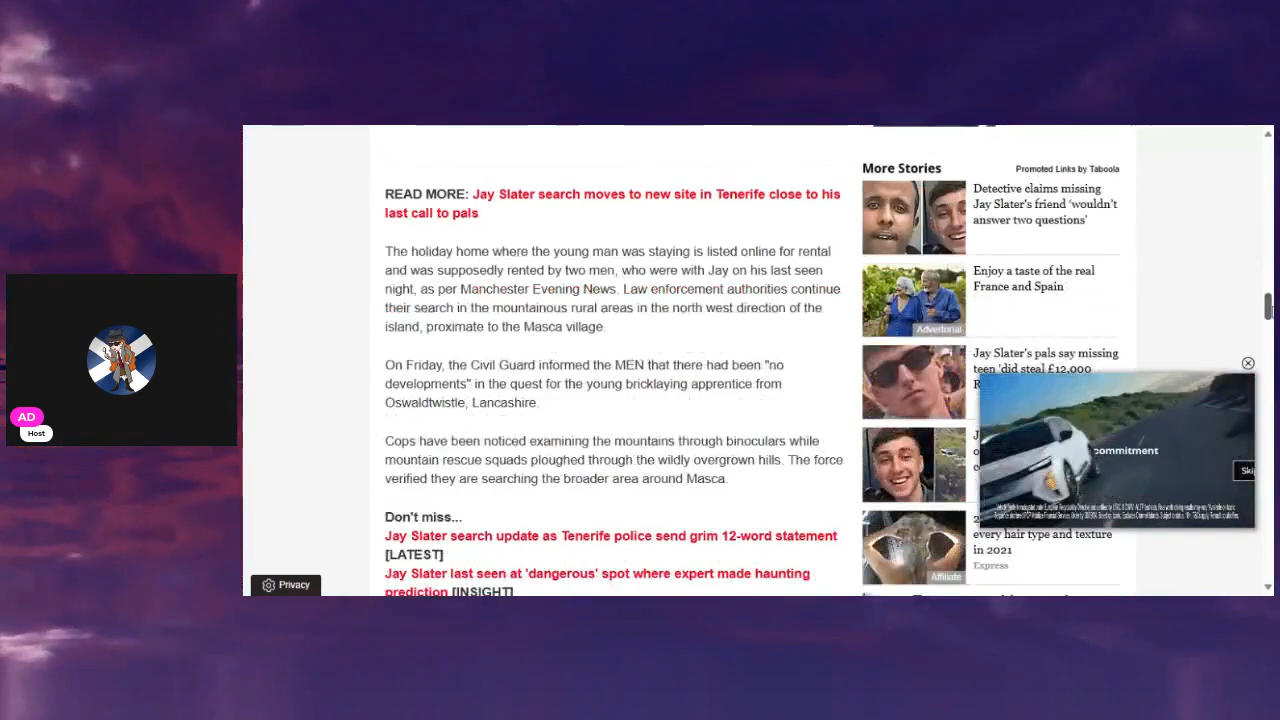 READ MORE: Jay Slater search moves to new site in Tenerife close to his
last call to pals
The holiday home where the young man was staying is listed online for rental
and was supposedly rented by two men, who were with Jay on his last seen
night, as per Manchester Evening News. Law enforcement authorities continue
their search in the mountainous rural areas in the north west direction of the
island, proximate to the Masca village.
On Friday, the Civil Guard informed the MEN that there had been "no
developments" in the quest for the young bricklaying apprentice from
Oswaldtwistle, Lancashire.
Cops have been noticed examining the mountains through binoculars while
mountain rescue squads ploughed through the wildly overgrown hills. The force
verified they are searching the broader area around Masca.
Don't miss...
Jay Slater search update as Tenerife police send grim 12-word statement
[LATEST]
Jay Slater last seen at 'dangerous' spot where expert made haunting
prediction [INSIGHT]
Privacy
More Stories
Promoted Links by Taboola
Detective claims missing
Jay Slater's friend 'wouldn't
answer two questions'
Enjoy a taste of the real
France and Spain
Advertorial
Jay Slater's pals say missing
teen 'did steal £12,000
commitment
Ski
every hair type and texture
in 2021
Express
Affiliate
AD
Host